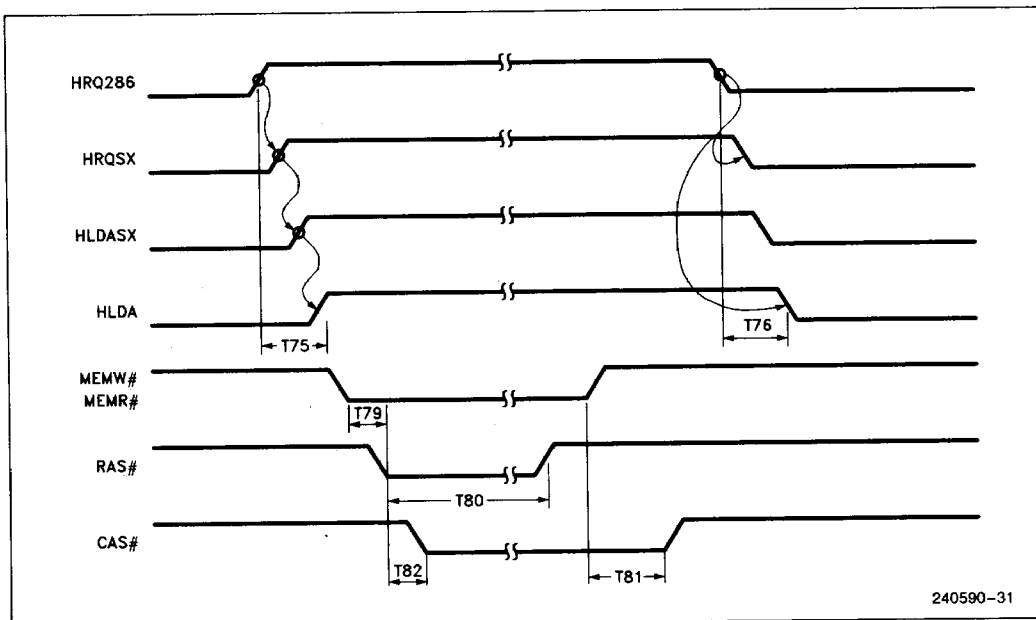 HRQ286
HRQSX
HLDASX
HLDA
T75
T76
MEMW#
MEMR#
T79
RAS#
T80
CAS#
T82
T81
240590-31